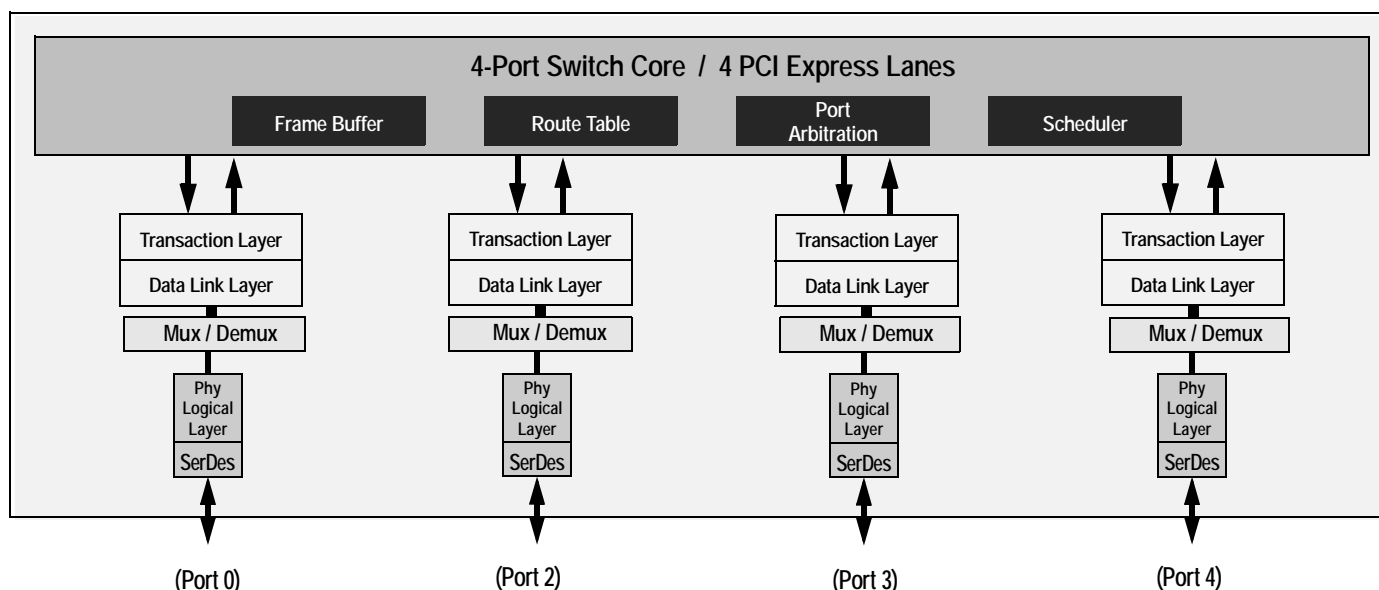 4-Port Switch Core / 4 PCI Express Lanes
Frame Buffer
Route Table
Port
Arbitration
Scheduler
Transaction Layer
Data Link Layer
Mux / Demux
Phy
Logical
Layer
SerDes
(Port 0)
Transaction Layer
Data Link Layer
Mux / Demux
Phy
Logical
Layer
SerDes
(Port 2)
Transaction Layer
Data Link Layer
Mux / Demux
Phy
Logical
Layer
SerDes
(Port 3)
Transaction Layer
Data Link Layer
Mux / Demux
Phy
Logical
Layer
SerDes
(Port 4)